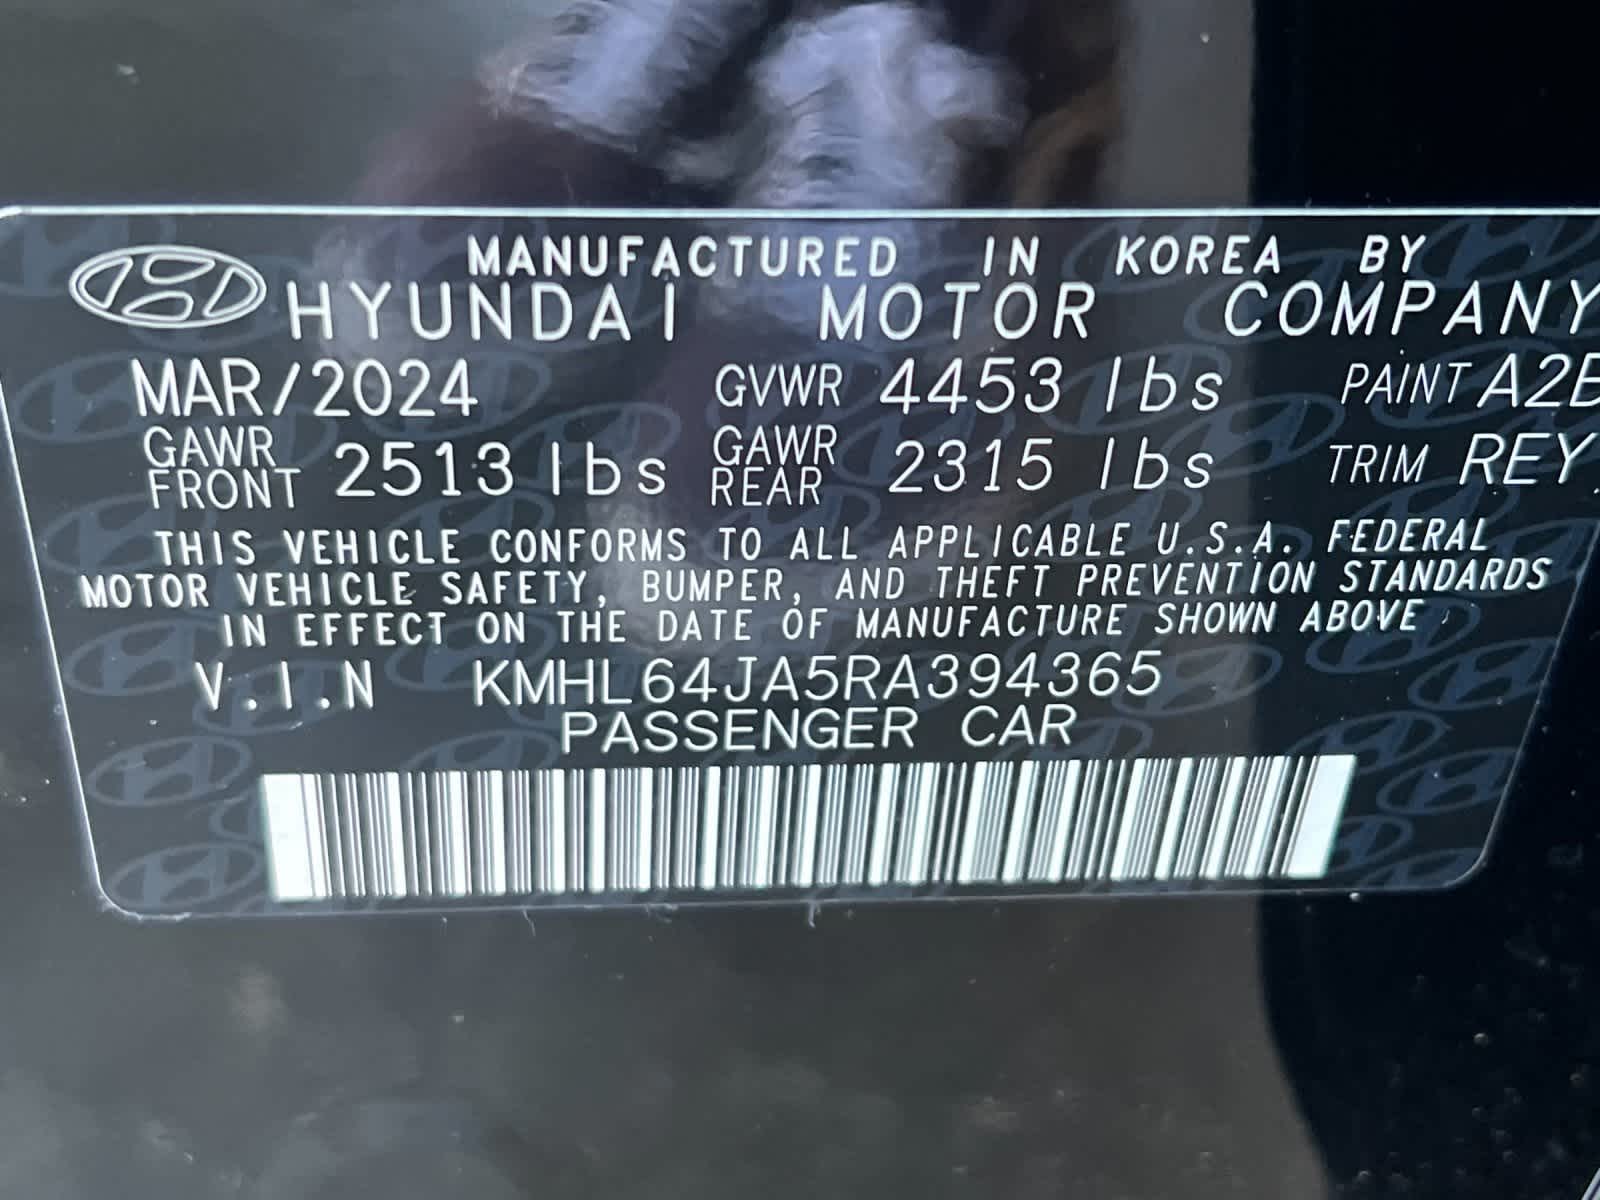 MANUFACTURED IN KOREA BY
HYUNDAI MOTOR COMPANY
MAR/2024 GVWR 4453 lbs PAINT A2B
GAWR FRONT 2513 lbs GAWR REAR 2315 lbs TRIM REY
THIS VEHICLE CONFORMS TO ALL APPLICABLE U.S.A. FEDERAL
MOTOR VEHICLE SAFETY, BUMPER, AND THEFT PREVENTION STANDARDS
IN EFFECT ON THE DATE OF MANUFACTURE SHOWN ABOVE.
V.I.N KMHL64JA5RA394365
PASSENGER CAR